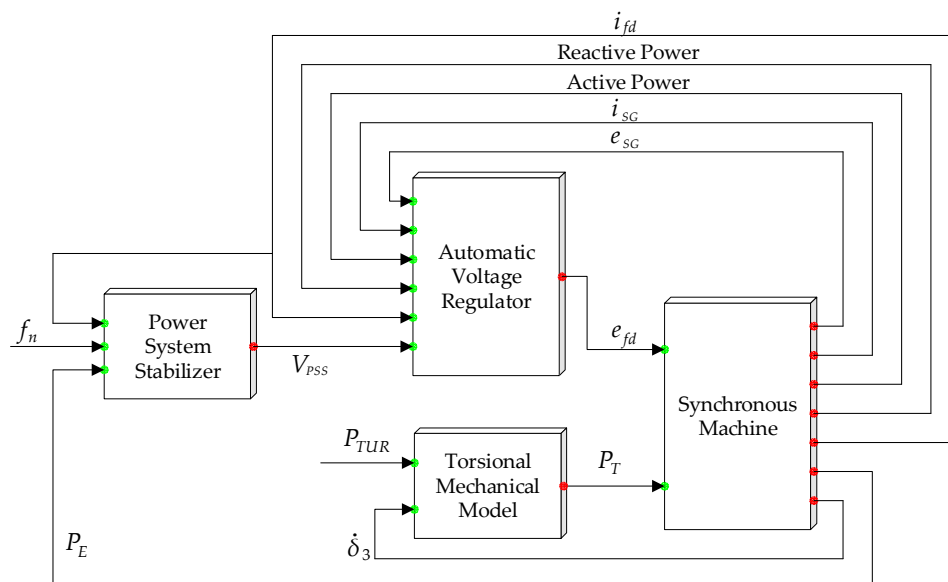 i_fd
Reactive Power
Active Power
i_SG
e_SG
Automatic
Voltage
Regulator
Power
System
Stabilizer
f_n
V_PSS
e_fd
Synchronous
Machine
P_TUR
Torsional
Mechanical
Model
P_T
P_E
δ̇_3